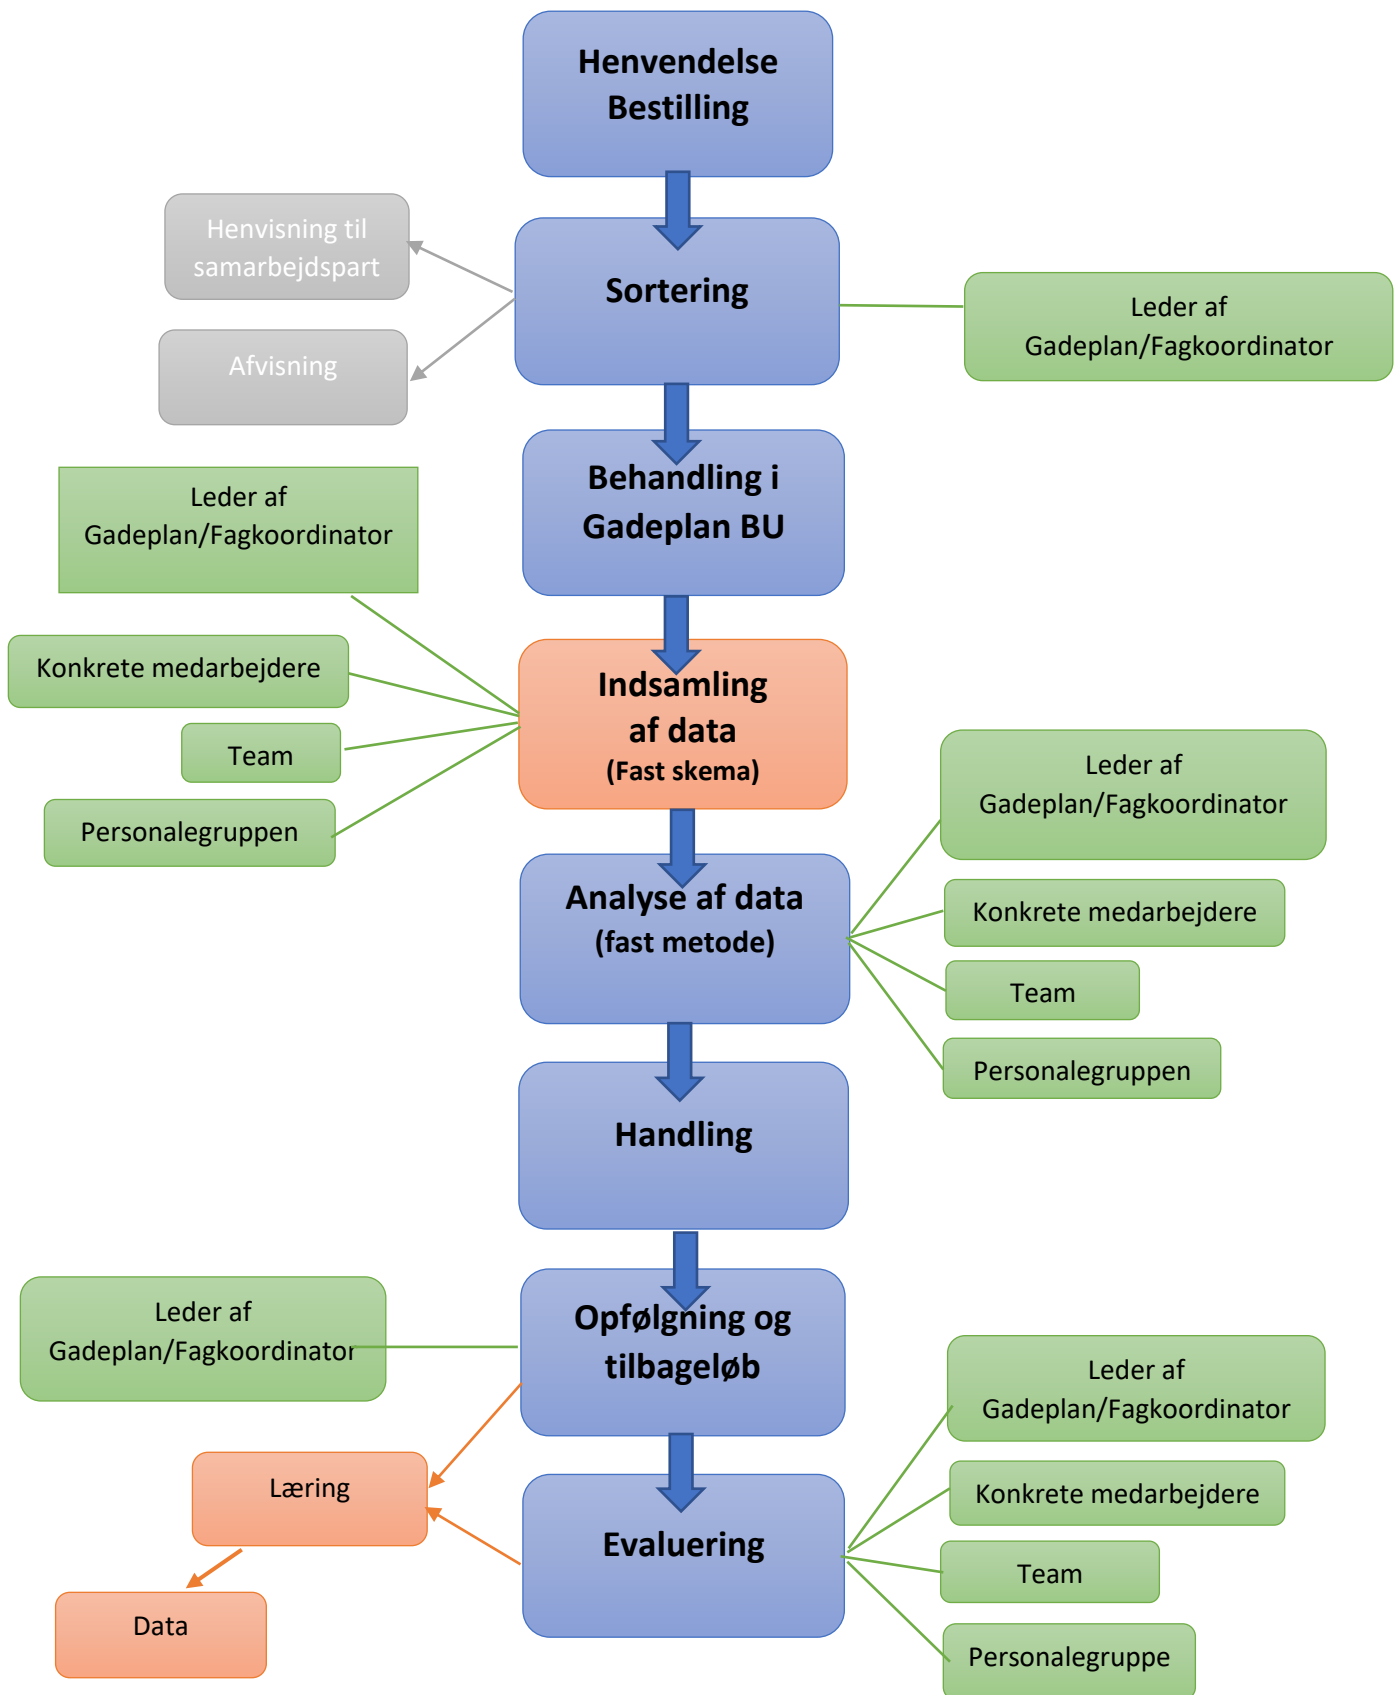 Henvendelse
Bestilling
Henvisning til
samarbejdspart
Sortering
Leder af
Gadeplan/Fagkoordinator
Afvisning
Behandling i
Gadeplan BU
Leder af
Gadeplan/Fagkoordinator
Konkrete medarbejdere
Team
Personalegruppen
Indsamling
af data
(Fast skema)
Leder af
Gadeplan/Fagkoordinator
Analyse af data
(fast metode)
Konkrete medarbejdere
Team
Personalegruppen
Handling
Leder af
Gadeplan/Fagkoordinator
Opfølgning og
tilbageløb
Leder af
Gadeplan/Fagkoordinator
Læring
Konkrete medarbejdere
Evaluering
Team
Data
Personalegruppe